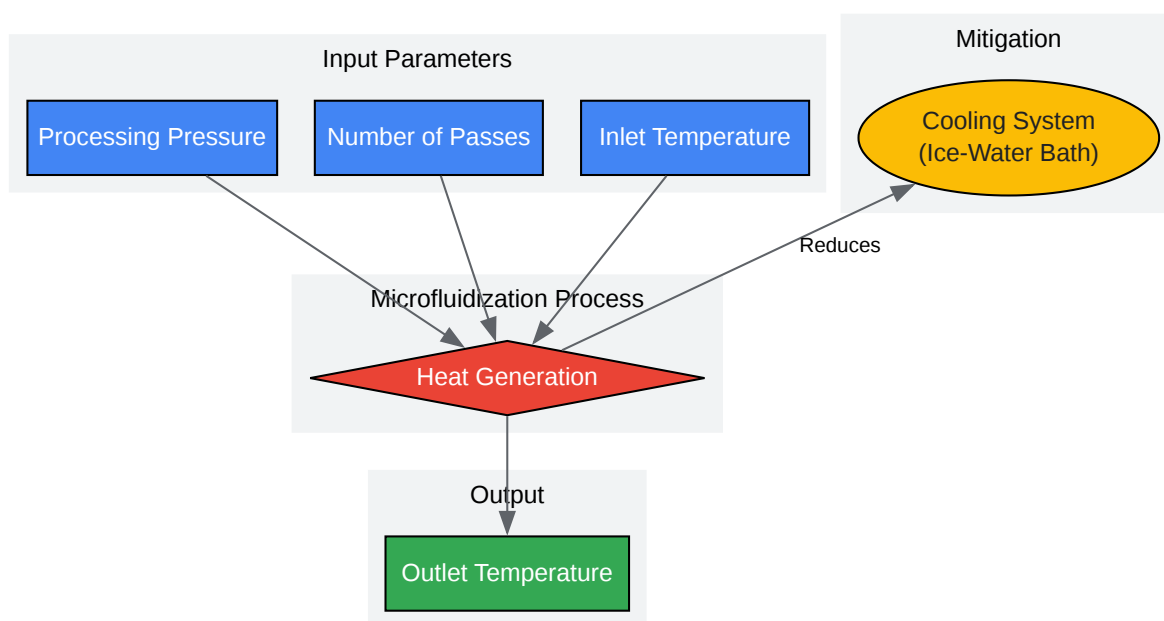 Input Parameters
Mitigation
Processing Pressure
Number of Passes
Inlet Temperature
Cooling System
(Ice-Water Bath)
Reduces
Microfluidization Process
Heat Generation
Output
Outlet Temperature